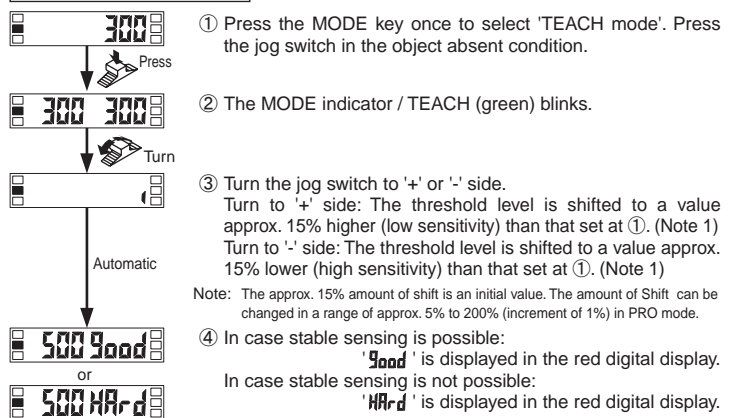 300
① Press the MODE key once to select 'TEACH mode'. Press
the jog switch in the object absent condition.
Press
300 300
② The MODE indicator / TEACH (green) blinks.
Turn
③ Turn the jog switch to '+' or '-' side.
Turn to '+' side: The threshold level is shifted to a value
approx. 15% higher (low sensitivity) than that set at ①. (Note 1)
Turn to '-' side: The threshold level is shifted to a value approx.
15% lower (high sensitivity) than that set at ①. (Note 1)
Automatic
Note: The approx. 15% amount of shift is an initial value. The amount of Shift can be
changed in a range of approx. 5% to 200% (increment of 1%) in PRO mode.
500 good
④ In case stable sensing is possible:
'good' is displayed in the red digital display.
or
In case stable sensing is not possible:
500 HArd
'HArd' is displayed in the red digital display.